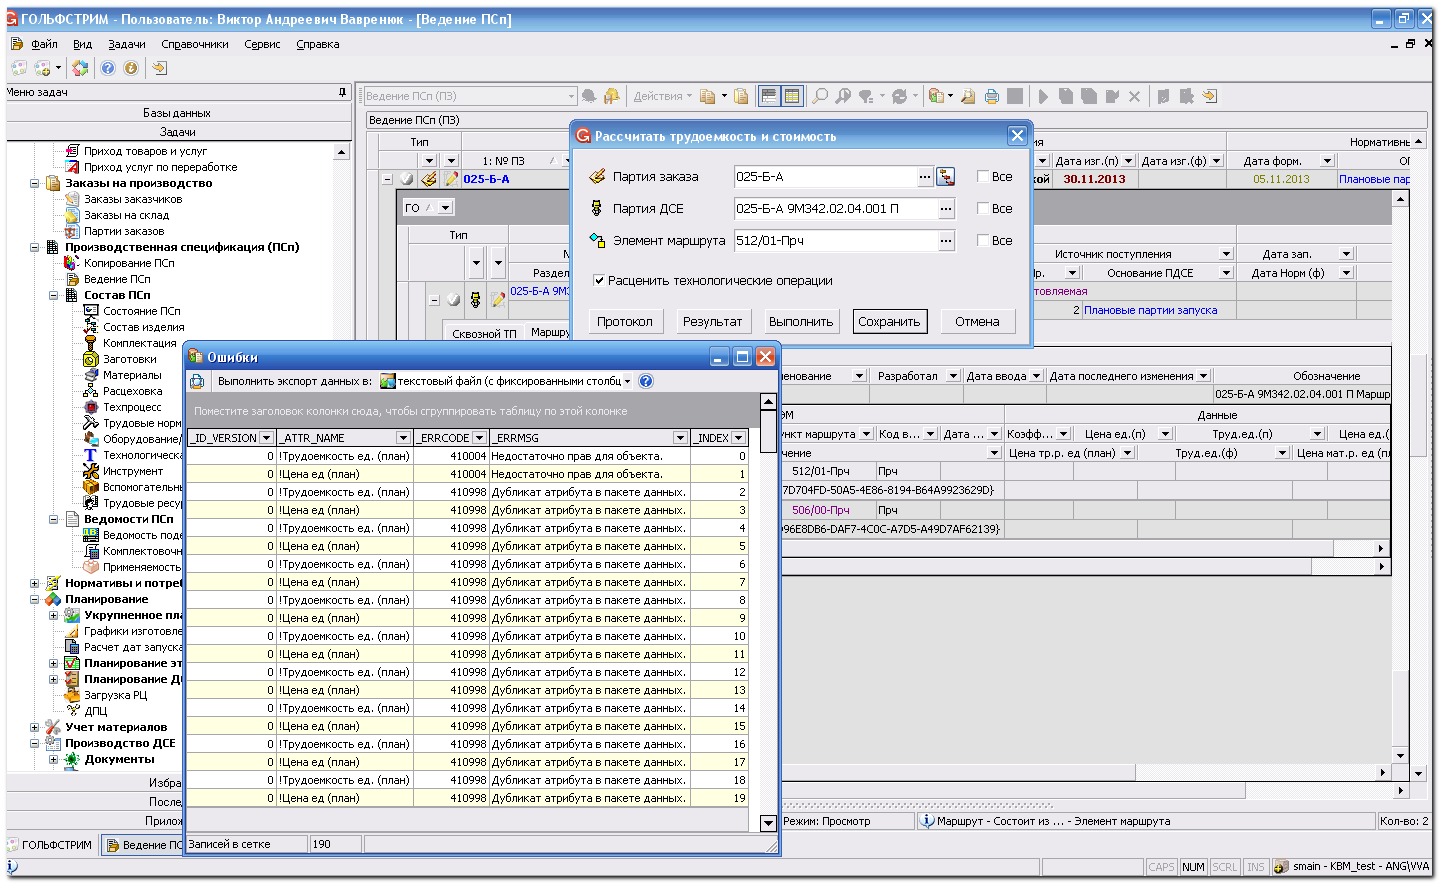 ГОЛЬФСТРИМ - Пользователь: Виктор Андреевич Вавренюк - [Ведение ПСп]
Файл Вид Задачи Справочники Сервис Справка
Меню задач
Базы данных
Задачи
Приход товаров и услуг
Приход услуг по переработке
Заказы на производство
Заказы заказчиков
Заказы на склад
Партии заказов
Производственная спецификация (ПСп)
Копирование ПСп
Ведение ПСп
Состав ПСп
Состояние ПСп
Состав изделия
Комплектация
Заготовки
Материалы
Расцеховка
Техпроцесс
Трудовые норм
Оборудование/
Технологическа
Инструмент
Вспомогательнь
Трудовые ресу
Ведомости ПСп
Ведомость поде
Комплектовочн
Применяемость
Нормативы и потреб
Планирование
Укрупненное пла
Графики изготовле
Расчет дат запуска
Планирование эт
Планирование Д
Загрузка РЦ
ДПЦ
Учет материалов
Производство ДСЕ
Документы
Избра
Послед
Прилож
Ведение ПСп (ПЗ) Действия
Ведение ПСп (ПЗ)
Тип
1: № ПЗ
025-Б-А
ия Нормативнь
Дата изг.(п) Дата изг.(ф) Дата форм.
кой 30.11.2013 05.11.2013 Плановые пар
ГО
Тип
Раздел
025-Б-А 9М3
Источник поступления Дата зап.
Основание ПДСЕ Дата Норм (ф)
товляемая
2 Плановые партии запуска
Сквозной ТП Маршру
Рассчитать трудоемкость и стоимость
Партия заказа 025-Б-А ... Все
Партия ДСЕ 025-Б-А 9М342.02.04.001 П ... Все
Элемент маршрута 512/01-Прч ... Все
Расценить технологические операции
Протокол Результат Выполнить Сохранить Отмена
менование Разработал Дата ввода Дата последнего изменения Обозначение
025-Б-А 9М342.02.04.001 П Маршр
ЭМ Данные
нкт маршрута Код в... Дата ... Коэфф... Цена ед.(п) Труд.ед.(п) Цена ед.(
чение Цена тр.р. ед (план) Труд.ед.(ф) Цена мат.р. ед (пл
512/01-Прч Прч
7D704FD-50A5-4E86-8194-B64A9923629D}
506/00-Прч Прч
96E8DB6-DAF7-4C0C-A7D5-A49D7AF62139}
Ошибки
Выполнить экспорт данных в: текстовый файл (с фиксированными столбц
Поместите заголовок колонки сюда, чтобы сгруппировать таблицу по этой колонке
_ID_VERSION _ATTR_NAME _ERRCODE _ERRMSG _INDEX
0 !Трудоемкость ед. (план) 410004 Недостаточно прав для объекта. 0
0 !Цена ед (план) 410004 Недостаточно прав для объекта. 1
0 !Трудоемкость ед. (план) 410998 Дубликат атрибута в пакете данных. 2
0 !Цена ед (план) 410998 Дубликат атрибута в пакете данных. 3
0 !Трудоемкость ед. (план) 410998 Дубликат атрибута в пакете данных. 4
0 !Цена ед (план) 410998 Дубликат атрибута в пакете данных. 5
0 !Трудоемкость ед. (план) 410998 Дубликат атрибута в пакете данных. 6
0 !Цена ед (план) 410998 Дубликат атрибута в пакете данных. 7
0 !Трудоемкость ед. (план) 410998 Дубликат атрибута в пакете данных. 8
0 !Цена ед (план) 410998 Дубликат атрибута в пакете данных. 9
0 !Трудоемкость ед. (план) 410998 Дубликат атрибута в пакете данных. 10
0 !Цена ед (план) 410998 Дубликат атрибута в пакете данных. 11
0 !Трудоемкость ед. (план) 410998 Дубликат атрибута в пакете данных. 12
0 !Цена ед (план) 410998 Дубликат атрибута в пакете данных. 13
0 !Трудоемкость ед. (план) 410998 Дубликат атрибута в пакете данных. 14
0 !Цена ед (план) 410998 Дубликат атрибута в пакете данных. 15
0 !Трудоемкость ед. (план) 410998 Дубликат атрибута в пакете данных. 16
0 !Цена ед (план) 410998 Дубликат атрибута в пакете данных. 17
0 !Трудоемкость ед. (план) 410998 Дубликат атрибута в пакете данных. 18
0 !Цена ед (план) 410998 Дубликат атрибута в пакете данных. 19
Записей в сетке 190
Режим: Просмотр Маршрут - Состоит из ... - Элемент маршрута Кол-во: 2
ГОЛЬФСТРИМ Ведение ПС
CAPS NUM SCRL INS smain - KBM_test - ANG\VVA